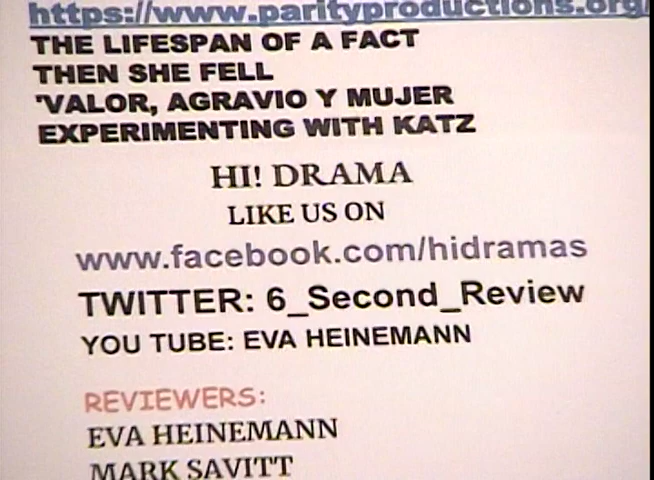 https://www.parityproductions.org/
THE LIFESPAN OF A FACT
THEN SHE FELL
'VALOR, AGRAVIO Y MUJER
EXPERIMENTING WITH KATZ
HI! DRAMA
LIKE US ON
www.facebook.com/hidramas
TWITTER: 6_Second_Review
YOU TUBE: EVA HEINEMANN
REVIEWERS:
EVA HEINEMANN
MARK SAVITT